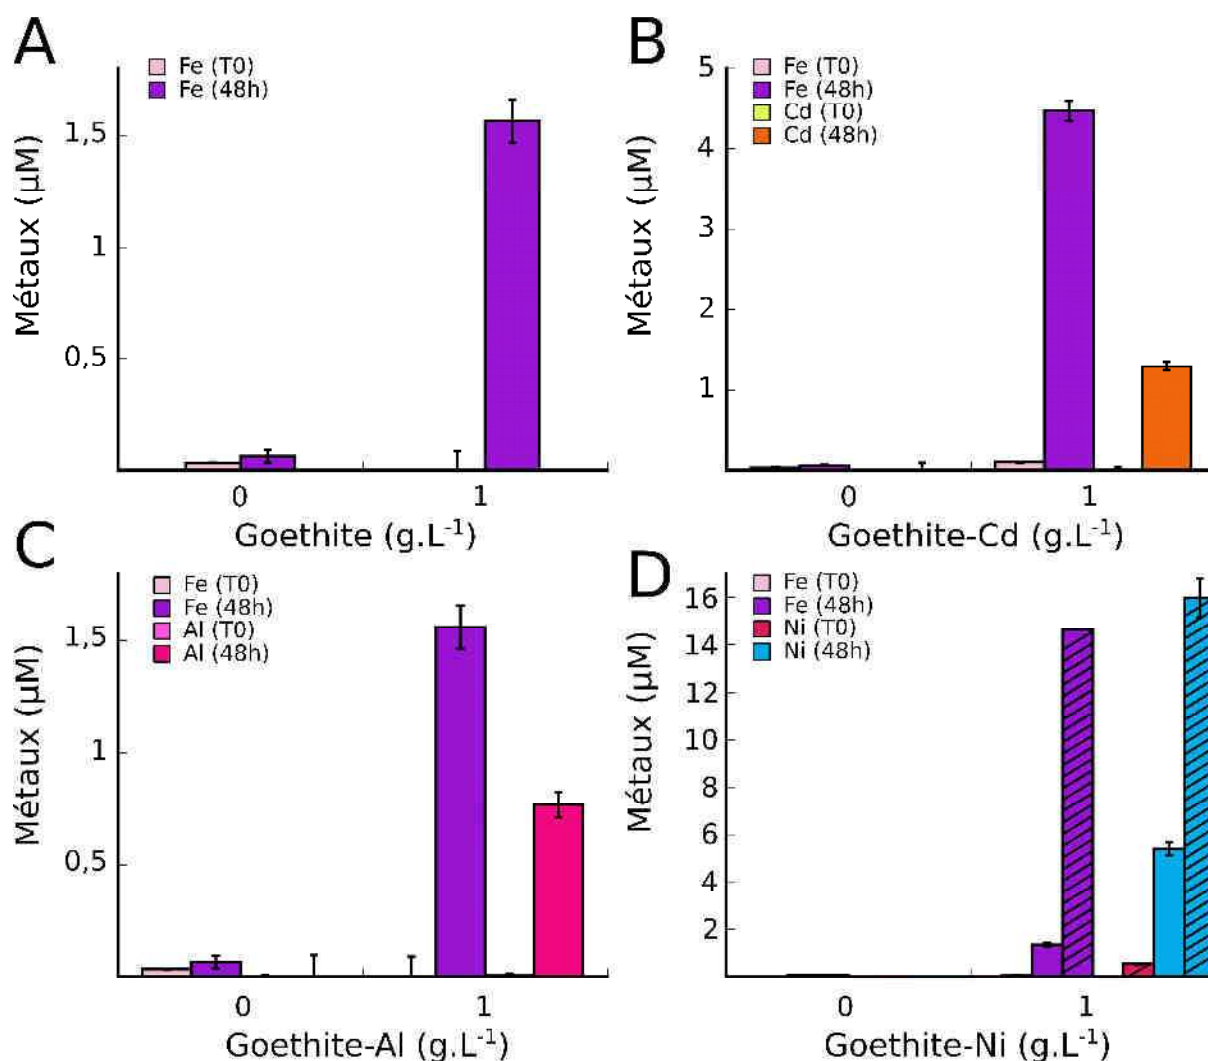 A
Fe (T0)
Fe (48h)
Métaux (µM)
1,5
1
0,5
0 1
Goethite (g.L⁻¹)
B
Fe (T0)
Fe (48h)
Cd (T0)
Cd (48h)
Métaux (µM)
5
4
3
2
1
0 1
Goethite-Cd (g.L⁻¹)
C
Fe (T0)
Fe (48h)
Al (T0)
Al (48h)
Métaux (µM)
1,5
1
0,5
0 1
Goethite-Al (g.L⁻¹)
D
Fe (T0)
Fe (48h)
Ni (T0)
Ni (48h)
Métaux (µM)
16
14
12
10
8
6
4
2
0 1
Goethite-Ni (g.L⁻¹)